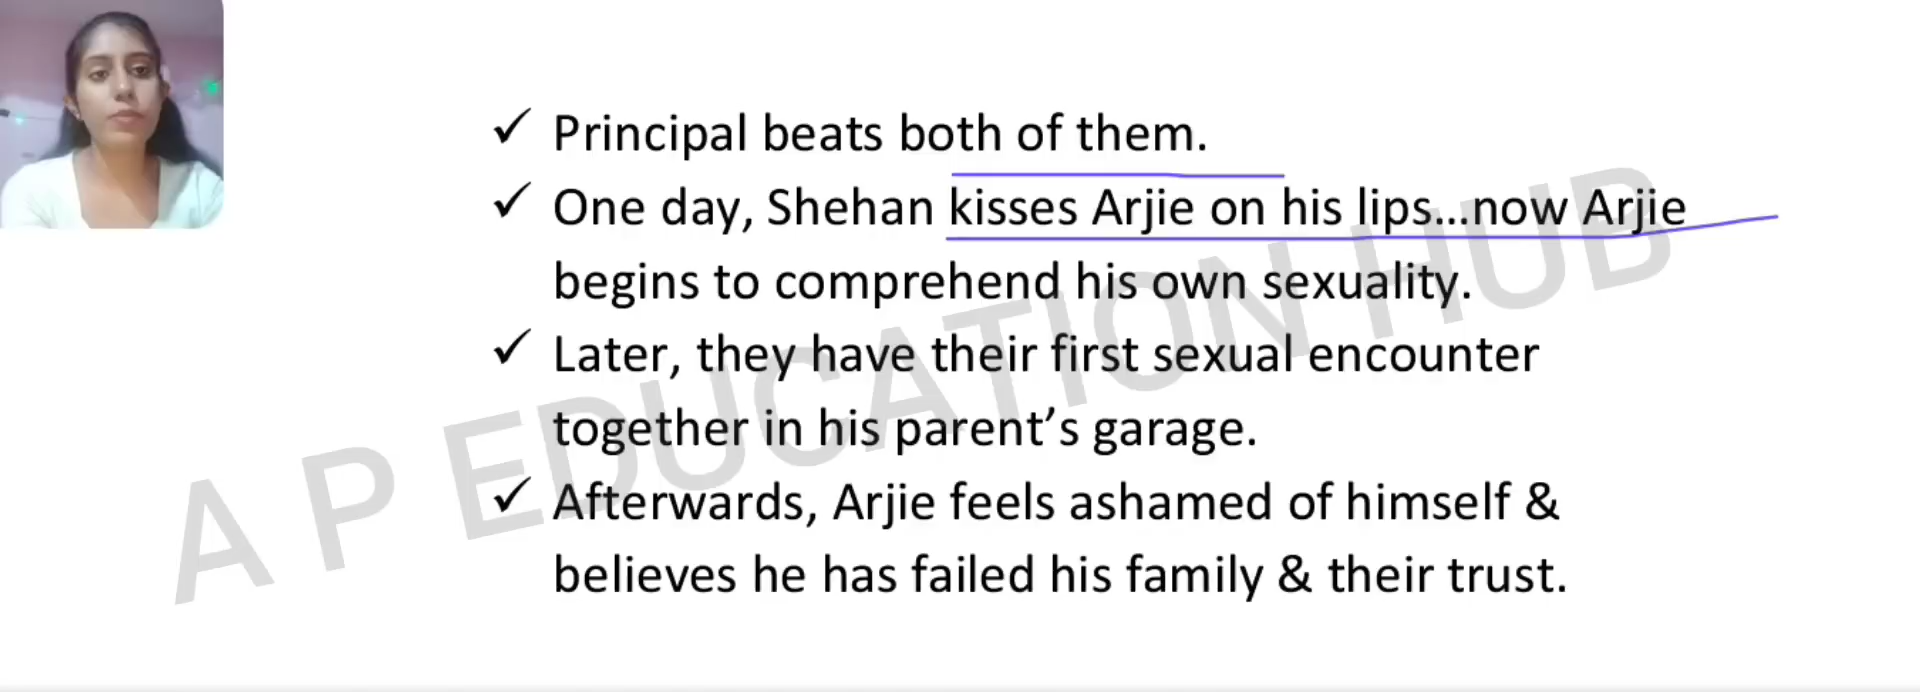 ✓ Principal beats both of them.
✓ One day, Shehan kisses Arjie on his lips...now Arjie
begins to comprehend his own sexuality.
✓ Later, they have their first sexual encounter
together in his parent’s garage.
✓ Afterwards, Arjie feels ashamed of himself &
believes he has failed his family & their trust.
A P EDUCATION HUB